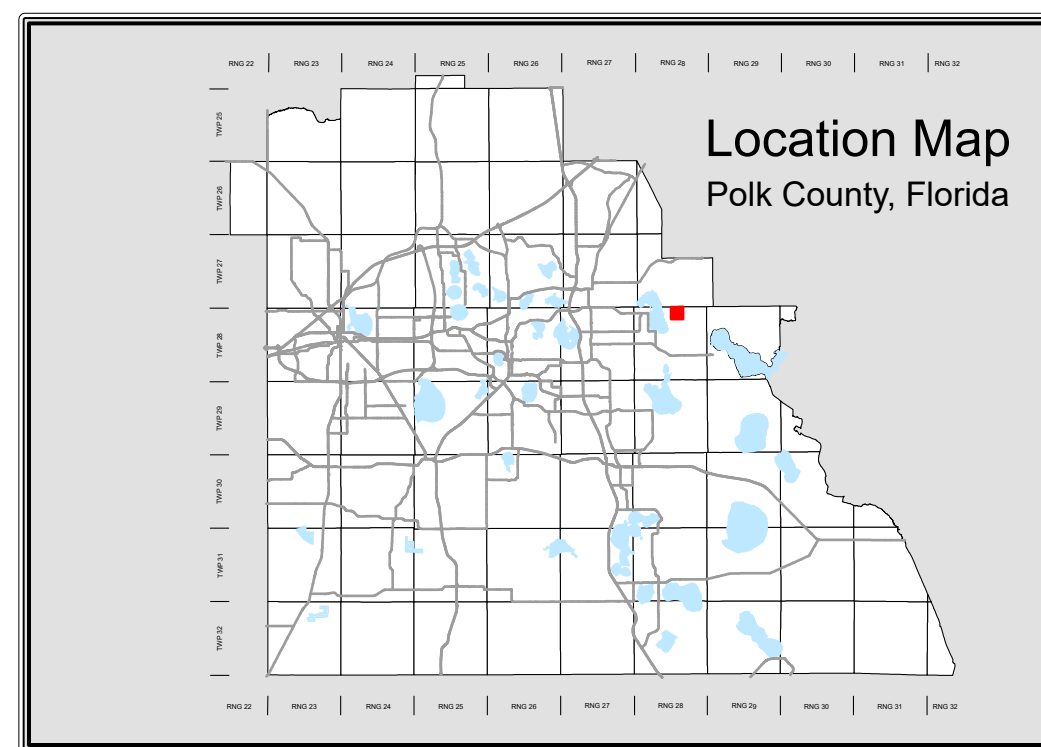 RNG 22 RNG 23 RNG 24 RNG 25 RNG 26 RNG 27 RNG 28 RNG 29 RNG 30 RNG 31 RNG 32
Location Map
Polk County, Florida
TWP 25
TWP 26
TWP 27
TWP 28
TWP 29
TWP 30
TWP 31
TWP 32
RNG 22 RNG 23 RNG 24 RNG 25 RNG 26 RNG 27 RNG 28 RNG 29 RNG 30 RNG 31 RNG 32